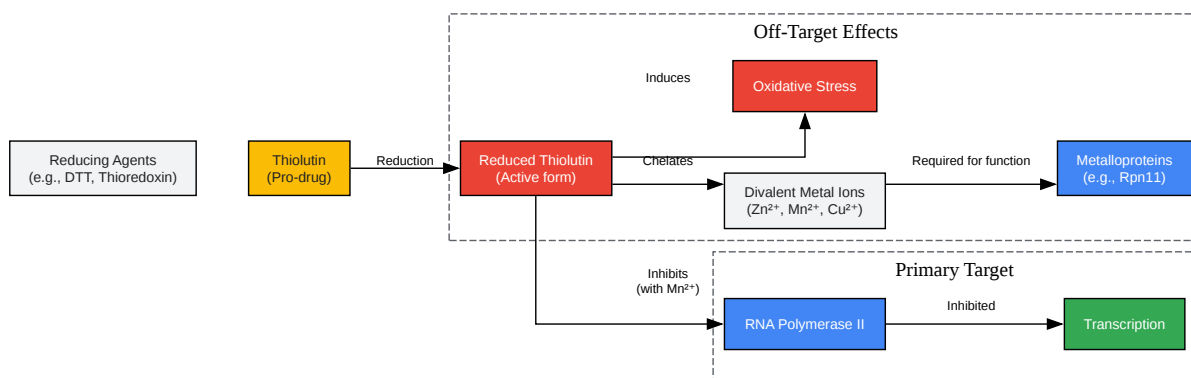 Off-Target Effects
Induces
Oxidative Stress
Reducing Agents
(e.g., DTT, Thioredoxin)
Thiolutin
(Pro-drug)
Reduction
Reduced Thiolutin
(Active form)
Chelates
Divalent Metal Ions
(Zn²⁺, Mn²⁺, Cu²⁺)
Required for function
Metalloproteins
(e.g., Rpn11)
Primary Target
Inhibits
(with Mn²⁺)
RNA Polymerase II
Inhibited
Transcription